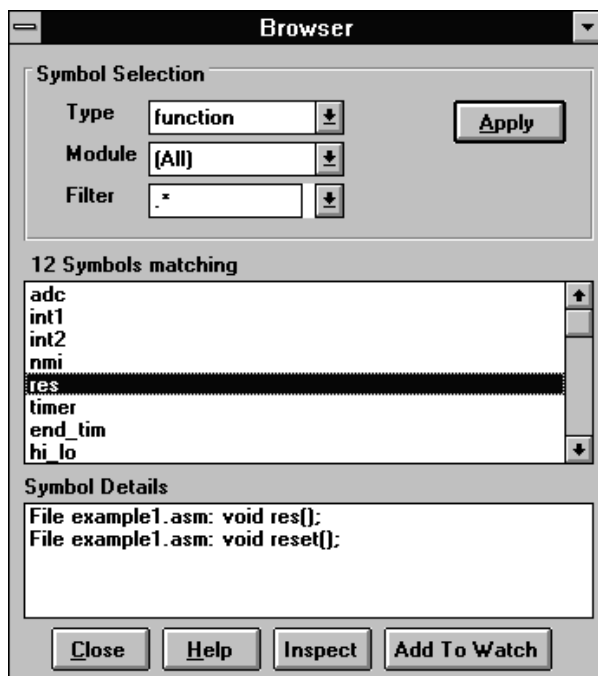 Browser
Symbol Selection
Type function
Apply
Module (All)
Filter .*
12 Symbols matching
adc
int1
int2
nmi
res
timer
end_tim
hi_lo
Symbol Details
File example1.asm: void res();
File example1.asm: void reset();
Close Help Inspect Add To Watch